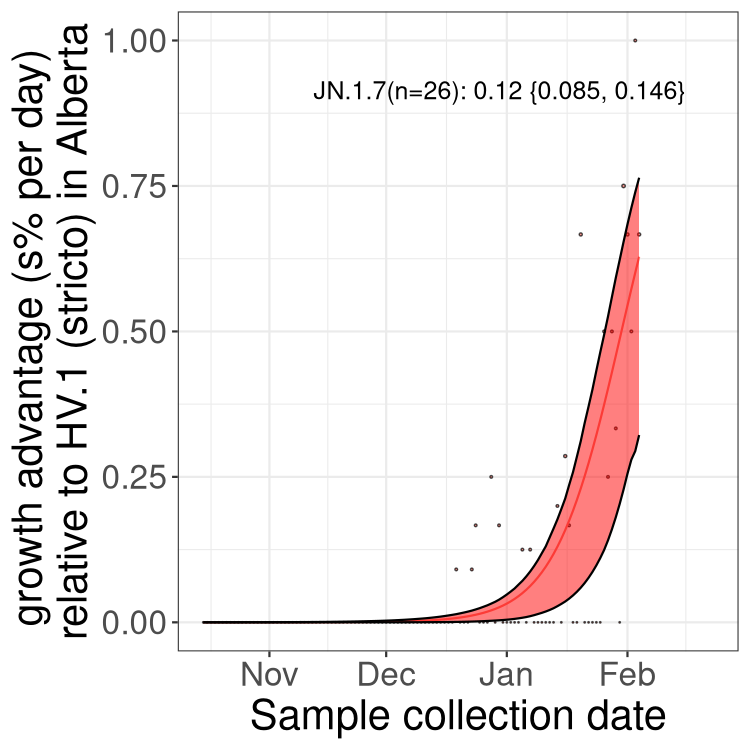 growth advantage (s% per day)
relative to HV.1 (stricto) in Alberta
1.00
0.75
0.50
0.25
0.00
JN.1.7(n=26): 0.12 {0.085, 0.146}
Nov Dec Jan Feb
Sample collection date